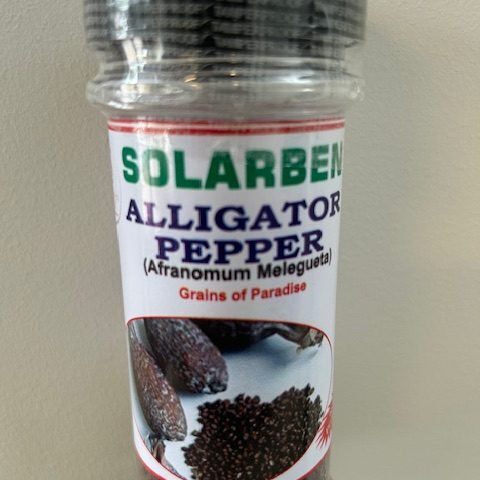 SOLARBEN
ALLIGATOR
PEPPER
(Afranomum Melegueta)
Grains of Paradise